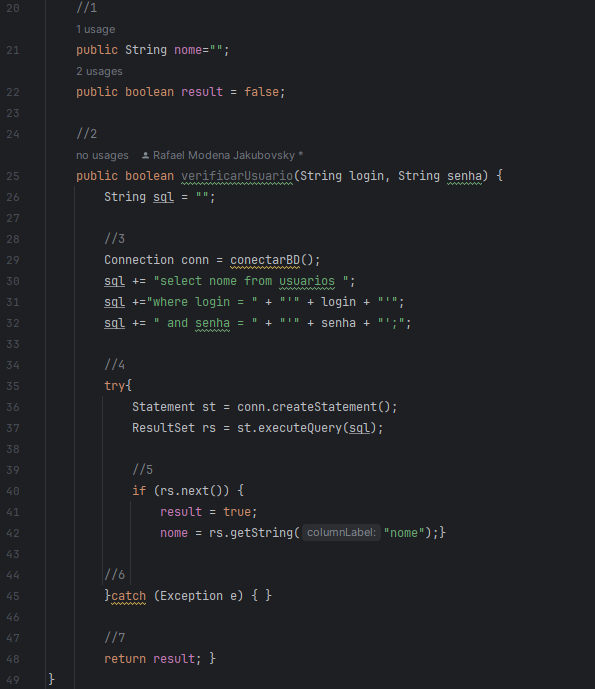 20 //1
1 usage
21 public String nome="";
2 usages
22 public boolean result = false;
23
24 //2
no usages Rafael Modena Jakubovsky *
25 public boolean verificarUsuario(String login, String senha) {
26 String sql = "";
27
28 //3
29 Connection conn = conectarBD();
30 sql += "select nome from usuarios ";
31 sql +="where login = " + "'" + login + "'";
32 sql += " and senha = " + "'" + senha + "';";
33
34 //4
35 try{
36 Statement st = conn.createStatement();
37 ResultSet rs = st.executeQuery(sql);
38
39 //5
40 if (rs.next()) {
41 result = true;
42 nome = rs.getString( columnLabel: "nome");}
43
44 //6
45 }catch (Exception e) { }
46
47 //7
48 return result; }
49 }